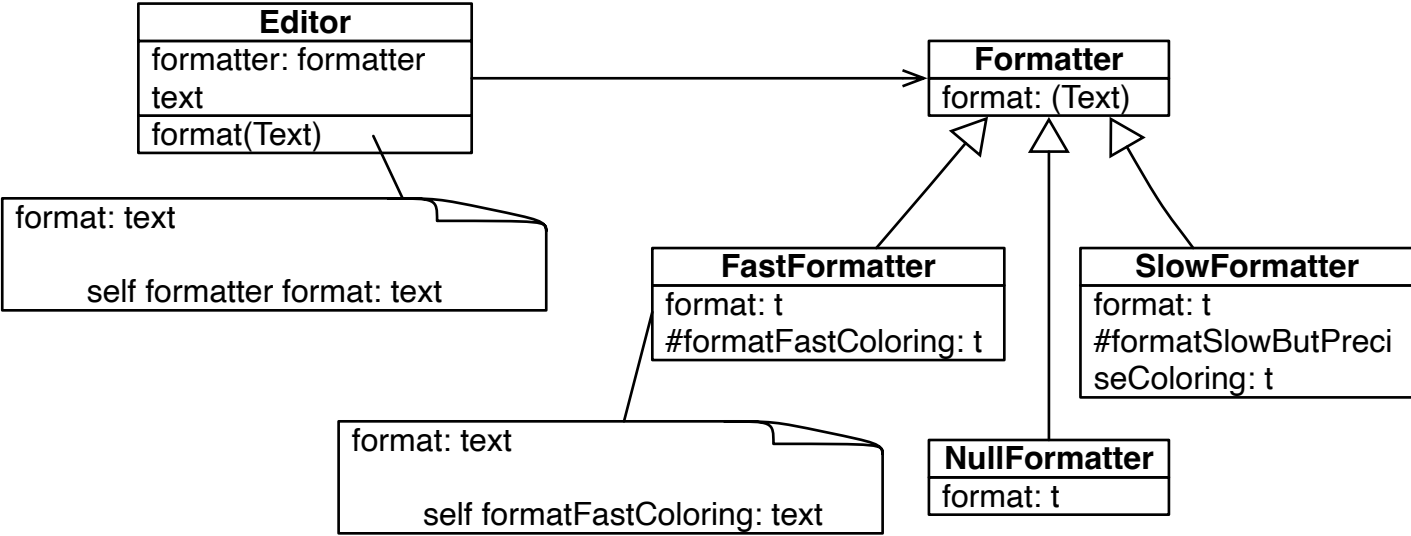 Editor
formatter: formatter
text
format(Text)
Formatter
format: (Text)
format: text
self formatter format: text
FastFormatter
format: t
#formatFastColoring: t
SlowFormatter
format: t
#formatSlowButPreci
seColoring: t
format: text
self formatFastColoring: text
NullFormatter
format: t